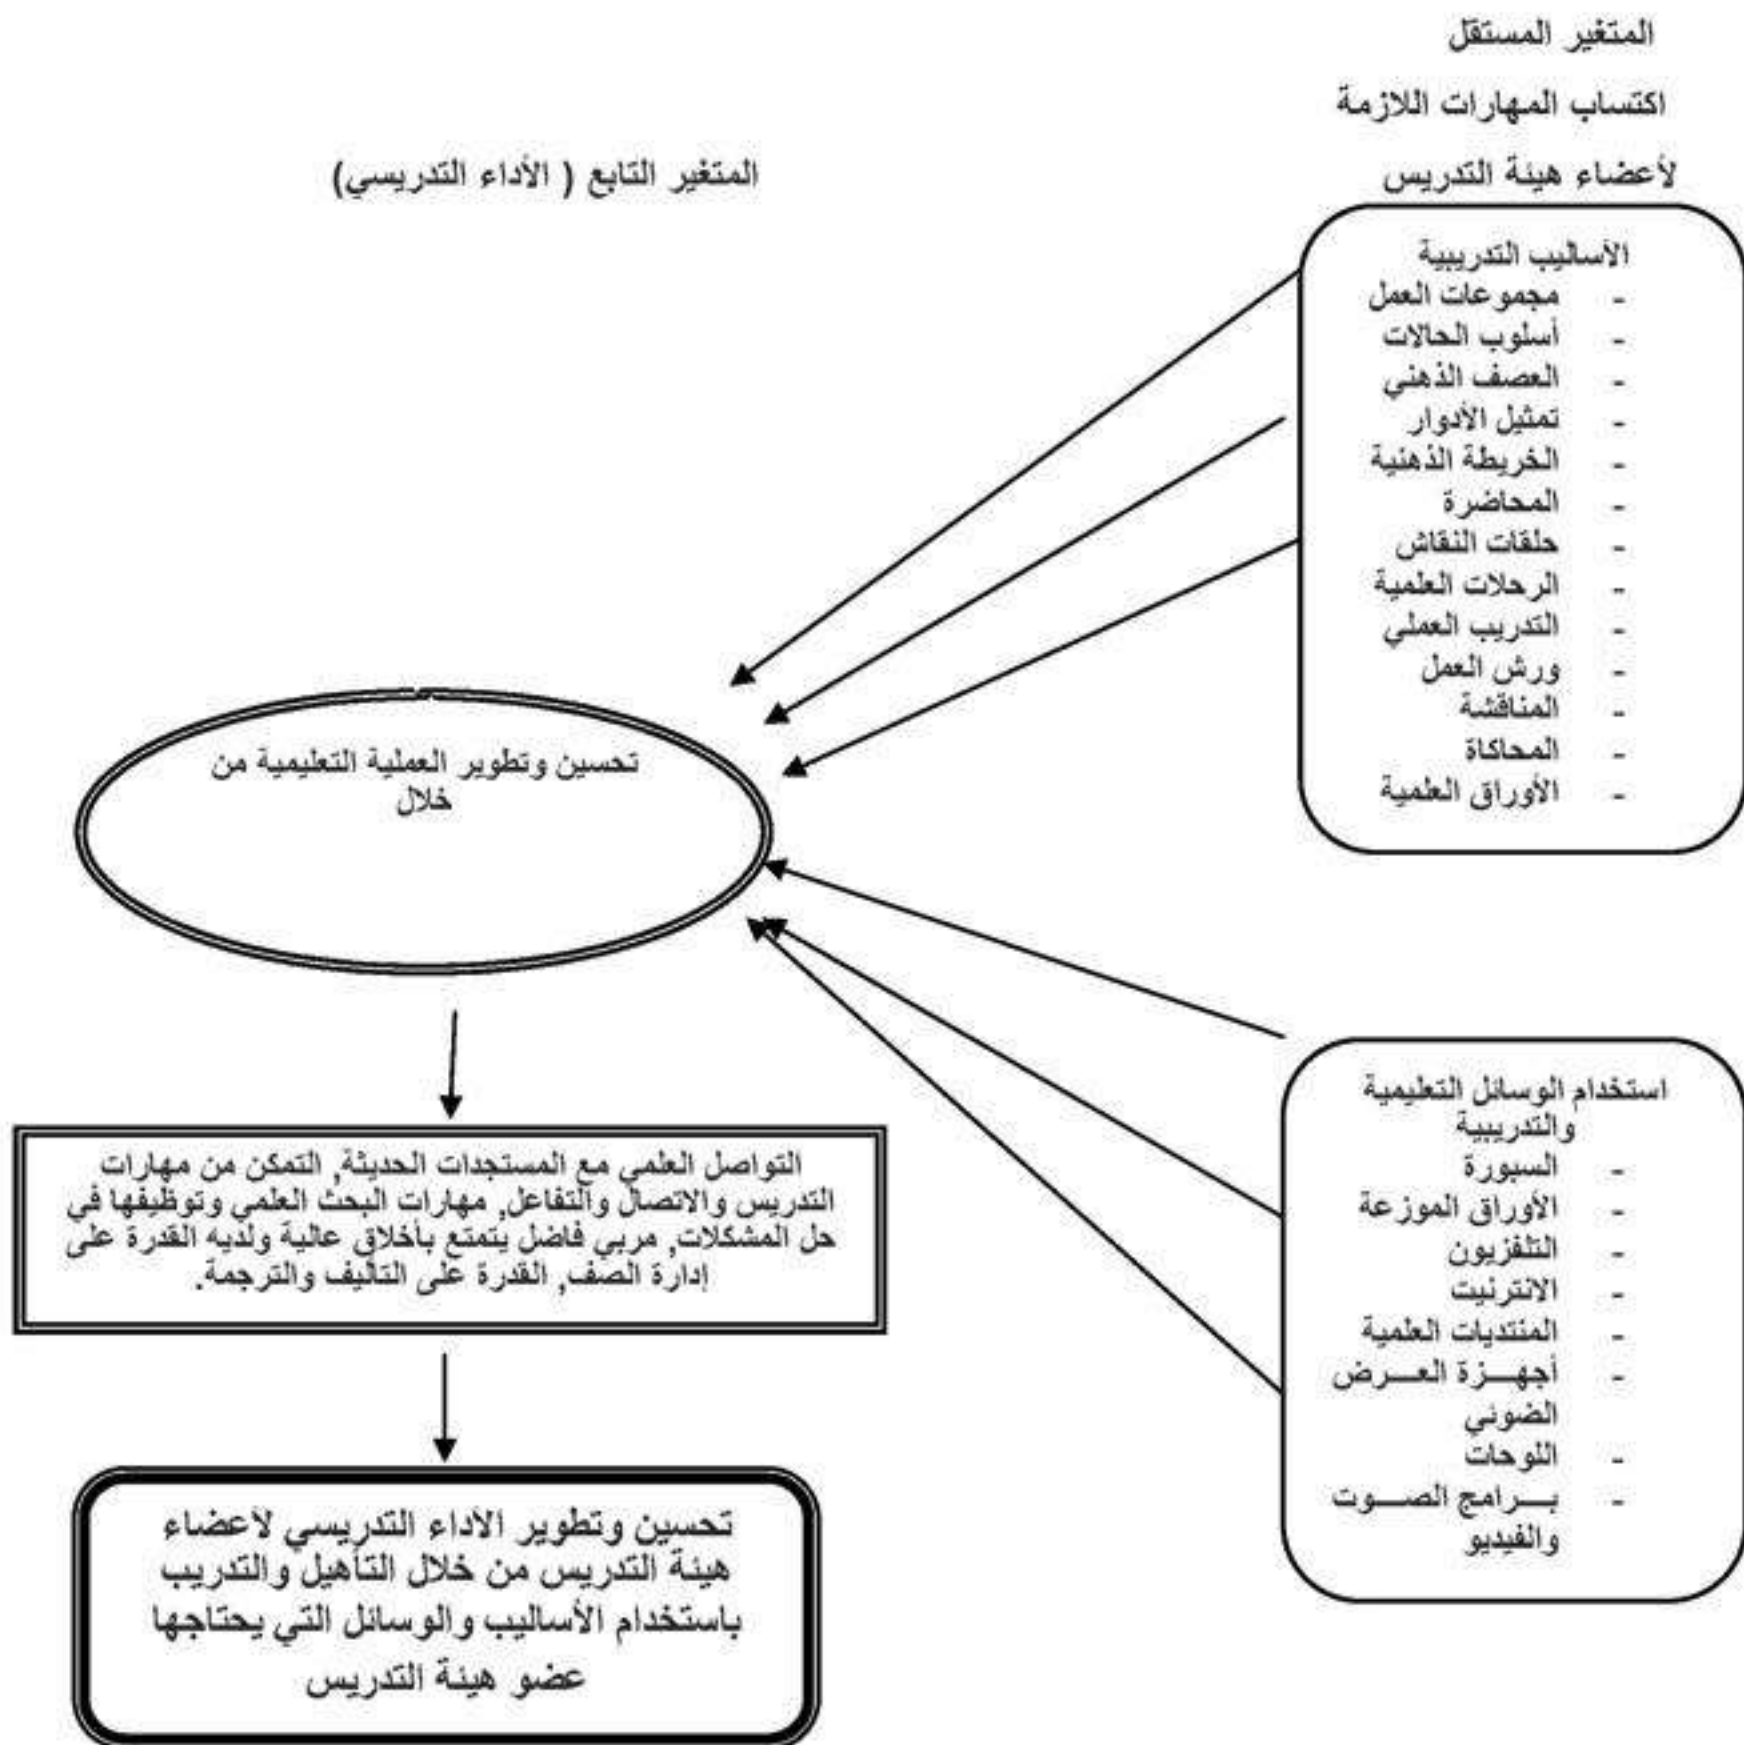 المتغير المستقل
اكتساب المهارات اللازمة
لأعضاء هيئة التدريس
المتغير التابع ( الأداء التدريسي)
الأساليب التدريبية
- مجموعات العمل
- أسلوب الحالات
- العصف الذهني
- تمثيل الأدوار
- الخريطة الذهنية
- المحاضرة
- حلقات النقاش
- الرحلات العلمية
- التدريب العملي
- ورش العمل
- المناقشة
- المحاكاة
- الأوراق العلمية
تحسين وتطوير العملية التعليمية من
خلال
استخدام الوسائل التعليمية
والتدريبية
- السبورة
- الأوراق الموزعة
- التلفزيون
- الانترنيت
- المنتديات العلمية
- أجهـــزة العـــرض
الضوئي
- اللوحات
- بـــرامج الصـــوت
والفيديو
التواصل العلمي مع المستجدات الحديثة, التمكن من مهارات
التدريس والاتصال والتفاعل, مهارات البحث العلمي وتوظيفها في
حل المشكلات, مربي فاضل يتمتع بأخلاق عالية ولديه القدرة على
إدارة الصف, القدرة على التأليف والترجمة.
تحسين وتطوير الأداء التدريسي لأعضاء
هيئة التدريس من خلال التأهيل والتدريب
باستخدام الأساليب والوسائل التي يحتاجها
عضو هيئة التدريس